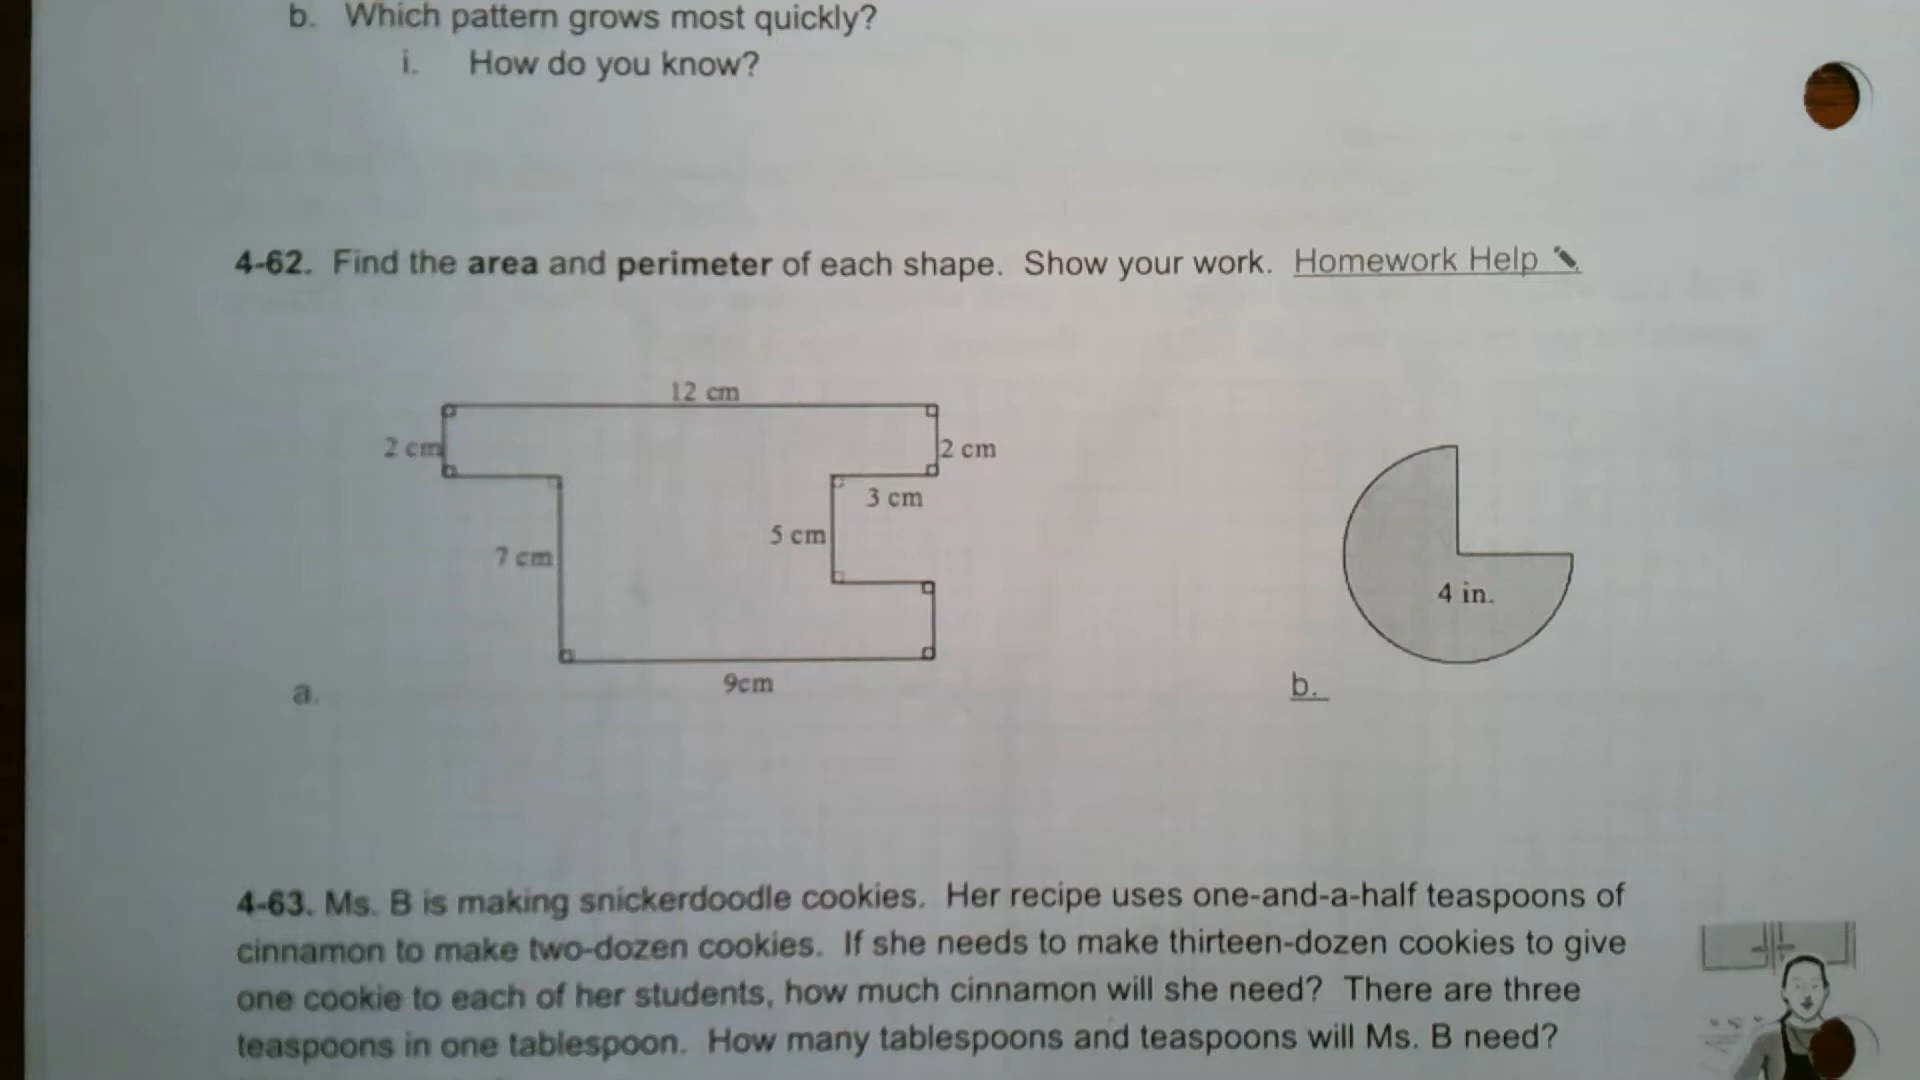 b. Which pattern grows most quickly?
i. How do you know?
4-62. Find the area and perimeter of each shape. Show your work. Homework Help
12 cm
2 cm
2 cm
3 cm
5 cm
7 cm
4 in.
9cm
a.
b.
4-63. Ms. B is making snickerdoodle cookies. Her recipe uses one-and-a-half teaspoons of
cinnamon to make two-dozen cookies. If she needs to make thirteen-dozen cookies to give
one cookie to each of her students, how much cinnamon will she need? There are three
teaspoons in one tablespoon. How many tablespoons and teaspoons will Ms. B need?